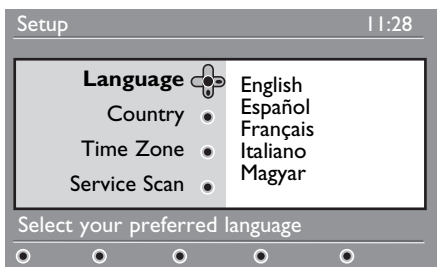 Setup 11:28
Language
Country
Time Zone
Service Scan
English
Español
Français
Italiano
Magyar
Select your preferred language